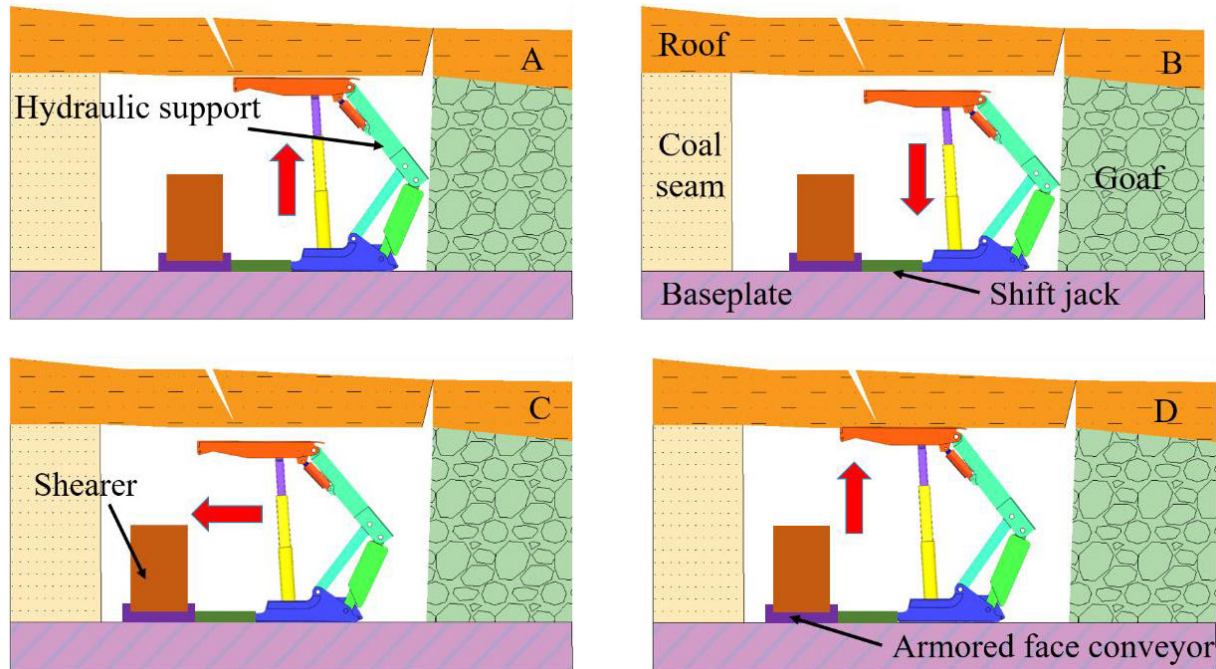 A
Hydraulic support
Roof
B
Coal
seam
Goaf
Baseplate
Shift jack
C
Shearer
D
Armored face conveyor